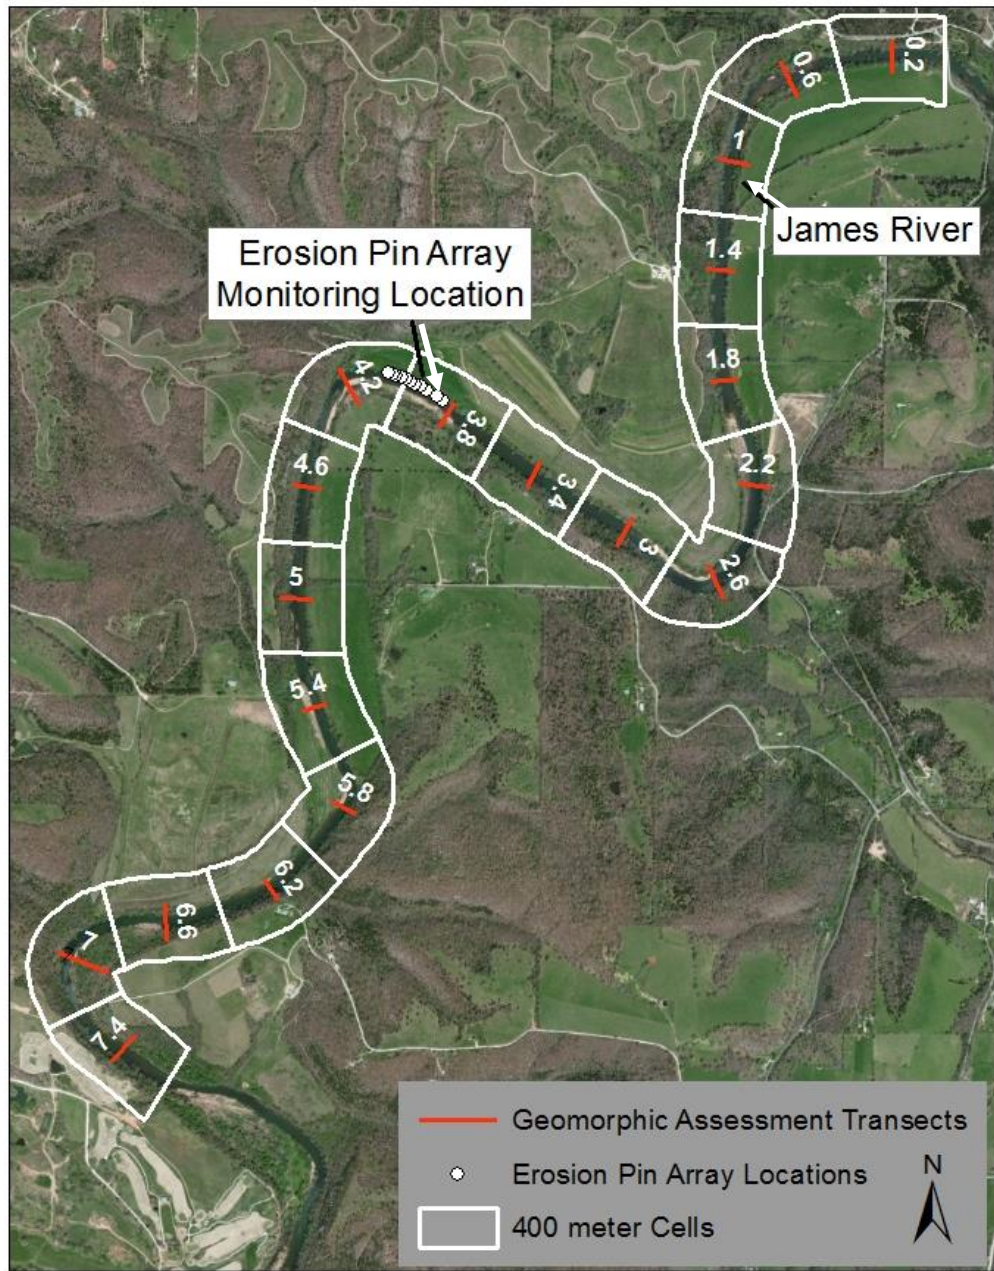 0.2
0.6
1
James River
1.4
Erosion Pin Array
Monitoring Location
1.8
4.2
3.8
2.2
4.6
3.4
3
2.6
5
5.4
5.8
6.2
6.6
7
7.4
Geomorphic Assessment Transects
Erosion Pin Array Locations
400 meter Cells
N